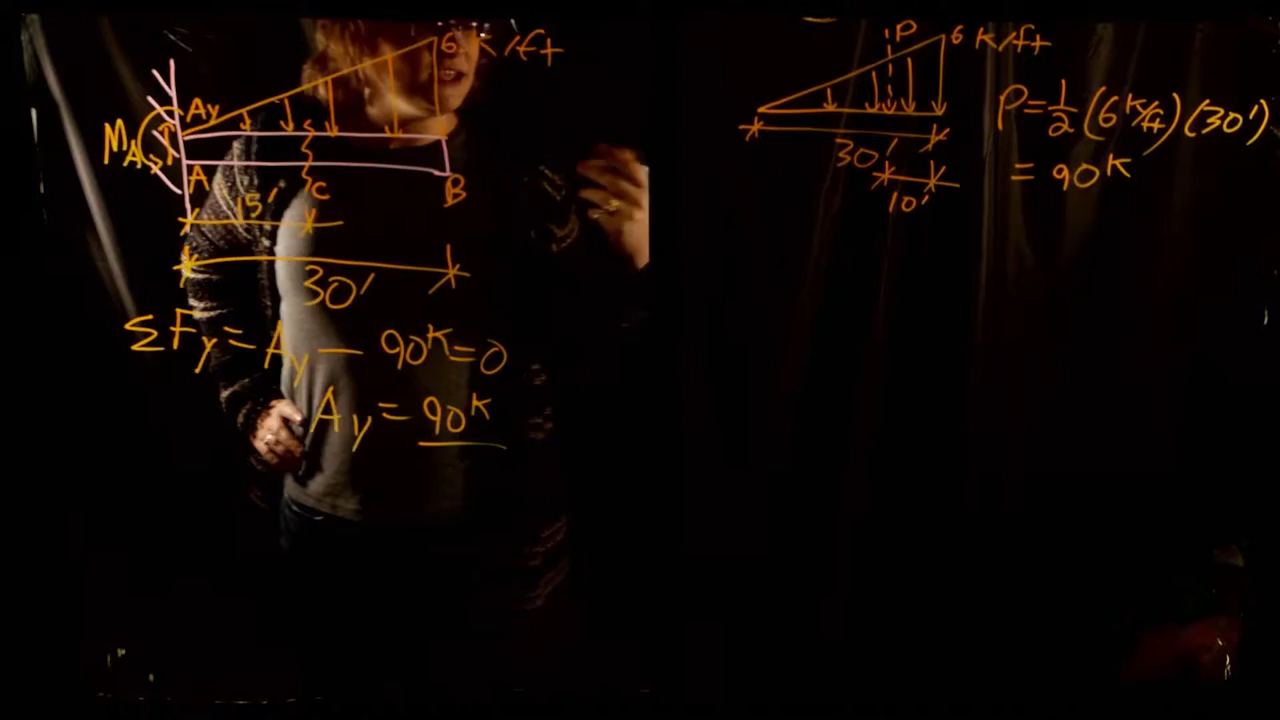 6 K/ft
Ay
MA
A
C
B
15'
30'
ΣFy = Ay − 90ᴷ = 0
Ay = 90ᴷ
P
6 K/ft
30'
10'
P = 1/2 (6 K/ft)(30')
= 90ᴷ